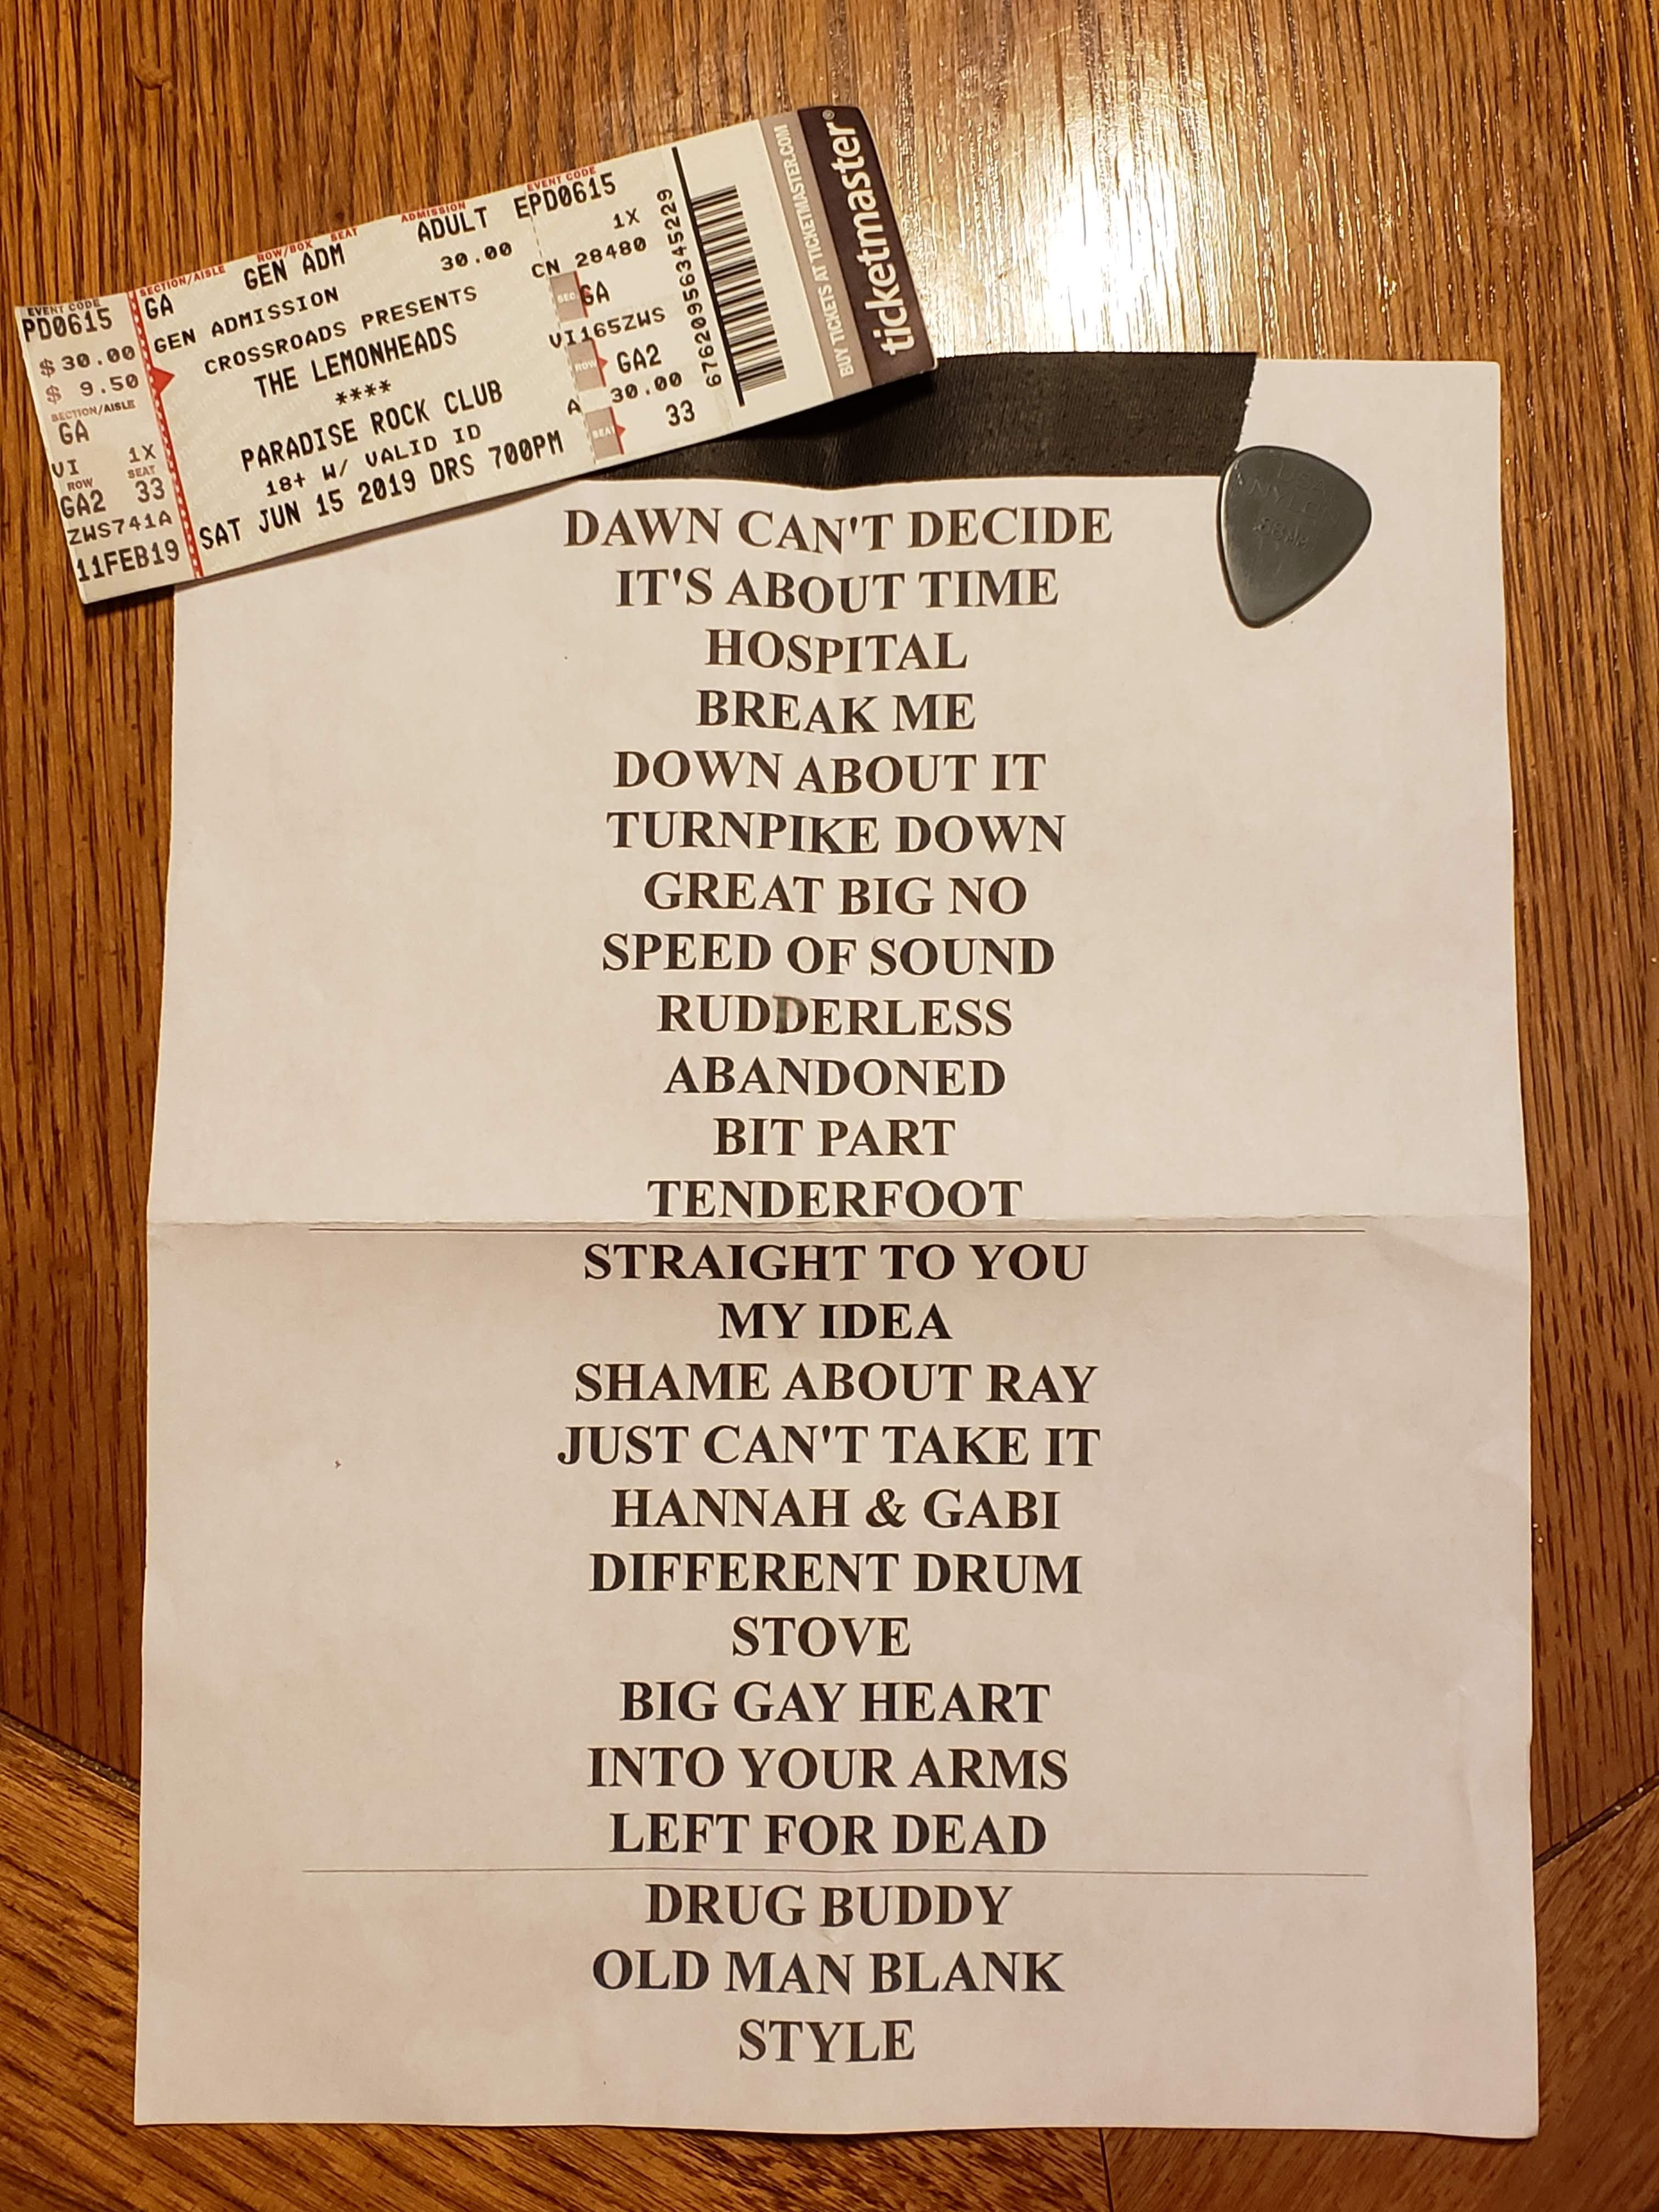 EVENT CODE
PD0615
$ 30.00
$ 9.50
SECTION/AISLE
GA
VI 1X
ROW SEAT
GA2 33
ZWS741A
11FEB19
SECTION/AISLE ROW/BOX SEAT ADMISSION EVENT CODE
GA GEN ADM ADULT EPD0615
GEN ADMISSION 30.00 1X
CROSSROADS PRESENTS CN 28480
THE LEMONHEADS SEC GA
**** VI165ZWS
PARADISE ROCK CLUB ROW GA2
18+ W/ VALID ID A 30.00
SAT JUN 15 2019 DRS 700PM SEAT 33
676209556345229
BUY TICKETS AT TICKETMASTER.COM
ticketmaster®
NYLON
DAWN CAN'T DECIDE
IT'S ABOUT TIME
HOSPITAL
BREAK ME
DOWN ABOUT IT
TURNPIKE DOWN
GREAT BIG NO
SPEED OF SOUND
RUDDERLESS
ABANDONED
BIT PART
TENDERFOOT
STRAIGHT TO YOU
MY IDEA
SHAME ABOUT RAY
JUST CAN'T TAKE IT
HANNAH & GABI
DIFFERENT DRUM
STOVE
BIG GAY HEART
INTO YOUR ARMS
LEFT FOR DEAD
DRUG BUDDY
OLD MAN BLANK
STYLE